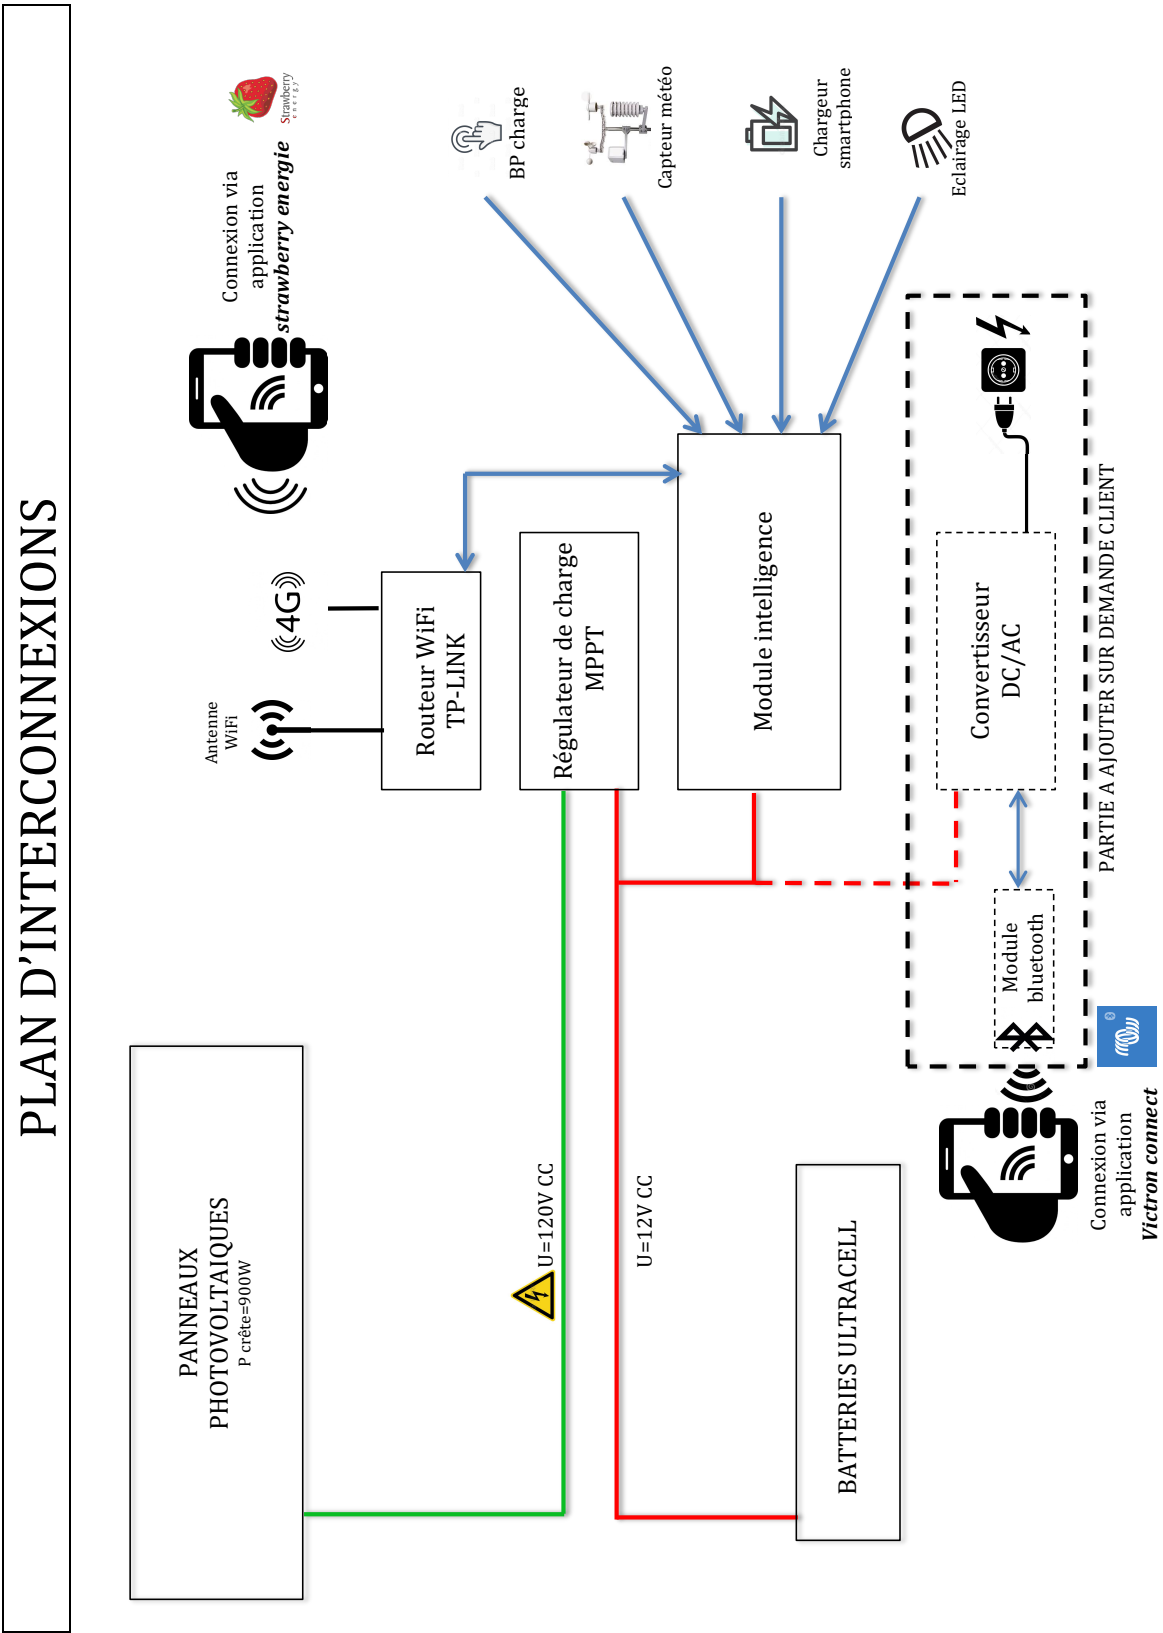 PLAN D'INTERCONNEXIONS
PANNEAUX
PHOTOVOLTAIQUES
P crête=900W
Antenne
WiFi
4G
Connexion via
application
strawberry energie
Strawberry
energy
Routeur WiFi
TP-LINK
Régulateur de charge
MPPT
Module intelligence
BP charge
Capteur météo
Chargeur
smartphone
Eclairage LED
U=120V CC
U=12V CC
BATTERIES ULTRACELL
Convertisseur
DC/AC
Module
bluetooth
PARTIE A AJOUTER SUR DEMANDE CLIENT
Connexion via
application
Victron connect